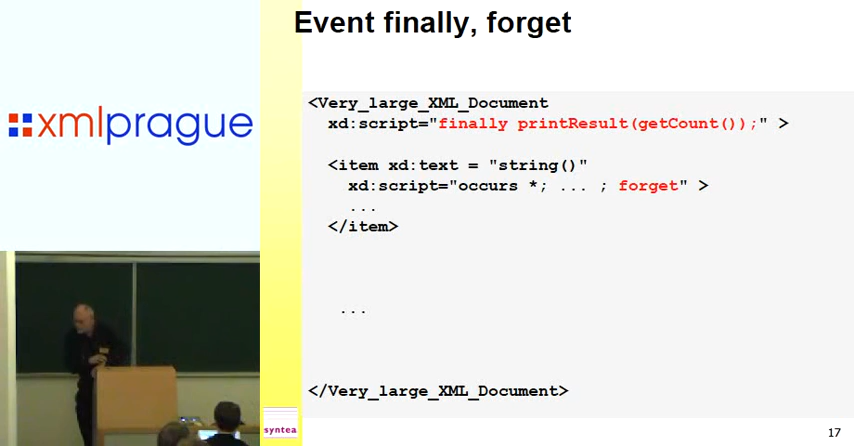 Event finally, forget
xmlprague
<Very_large_XML_Document
xd:script="finally printResult(getCount());" >
<item xd:text = "string()"
xd:script="occurs *; ... ; forget" >
...
</item>
...
</Very_large_XML_Document>
syntea
17